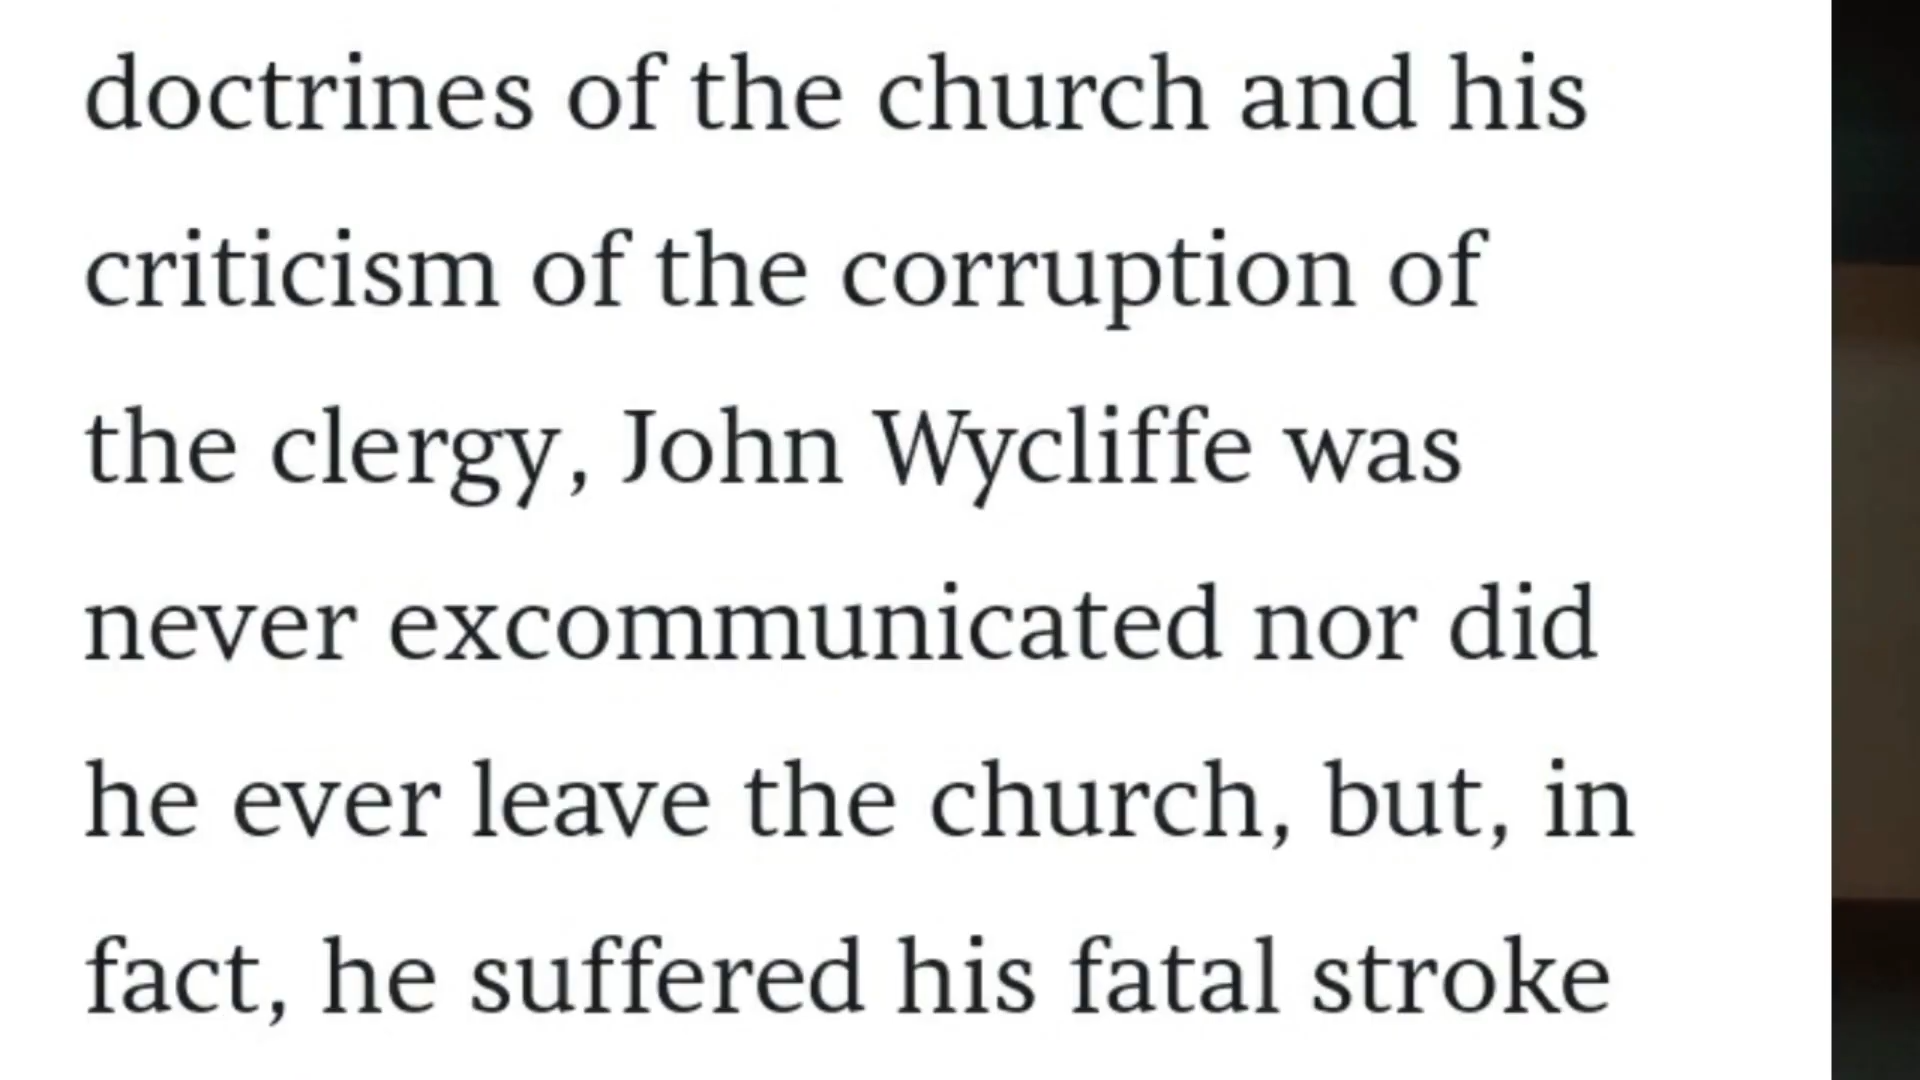 doctrines of the church and his
criticism of the corruption of
the clergy, John Wycliffe was
never excommunicated nor did
he ever leave the church, but, in
fact, he suffered his fatal stroke